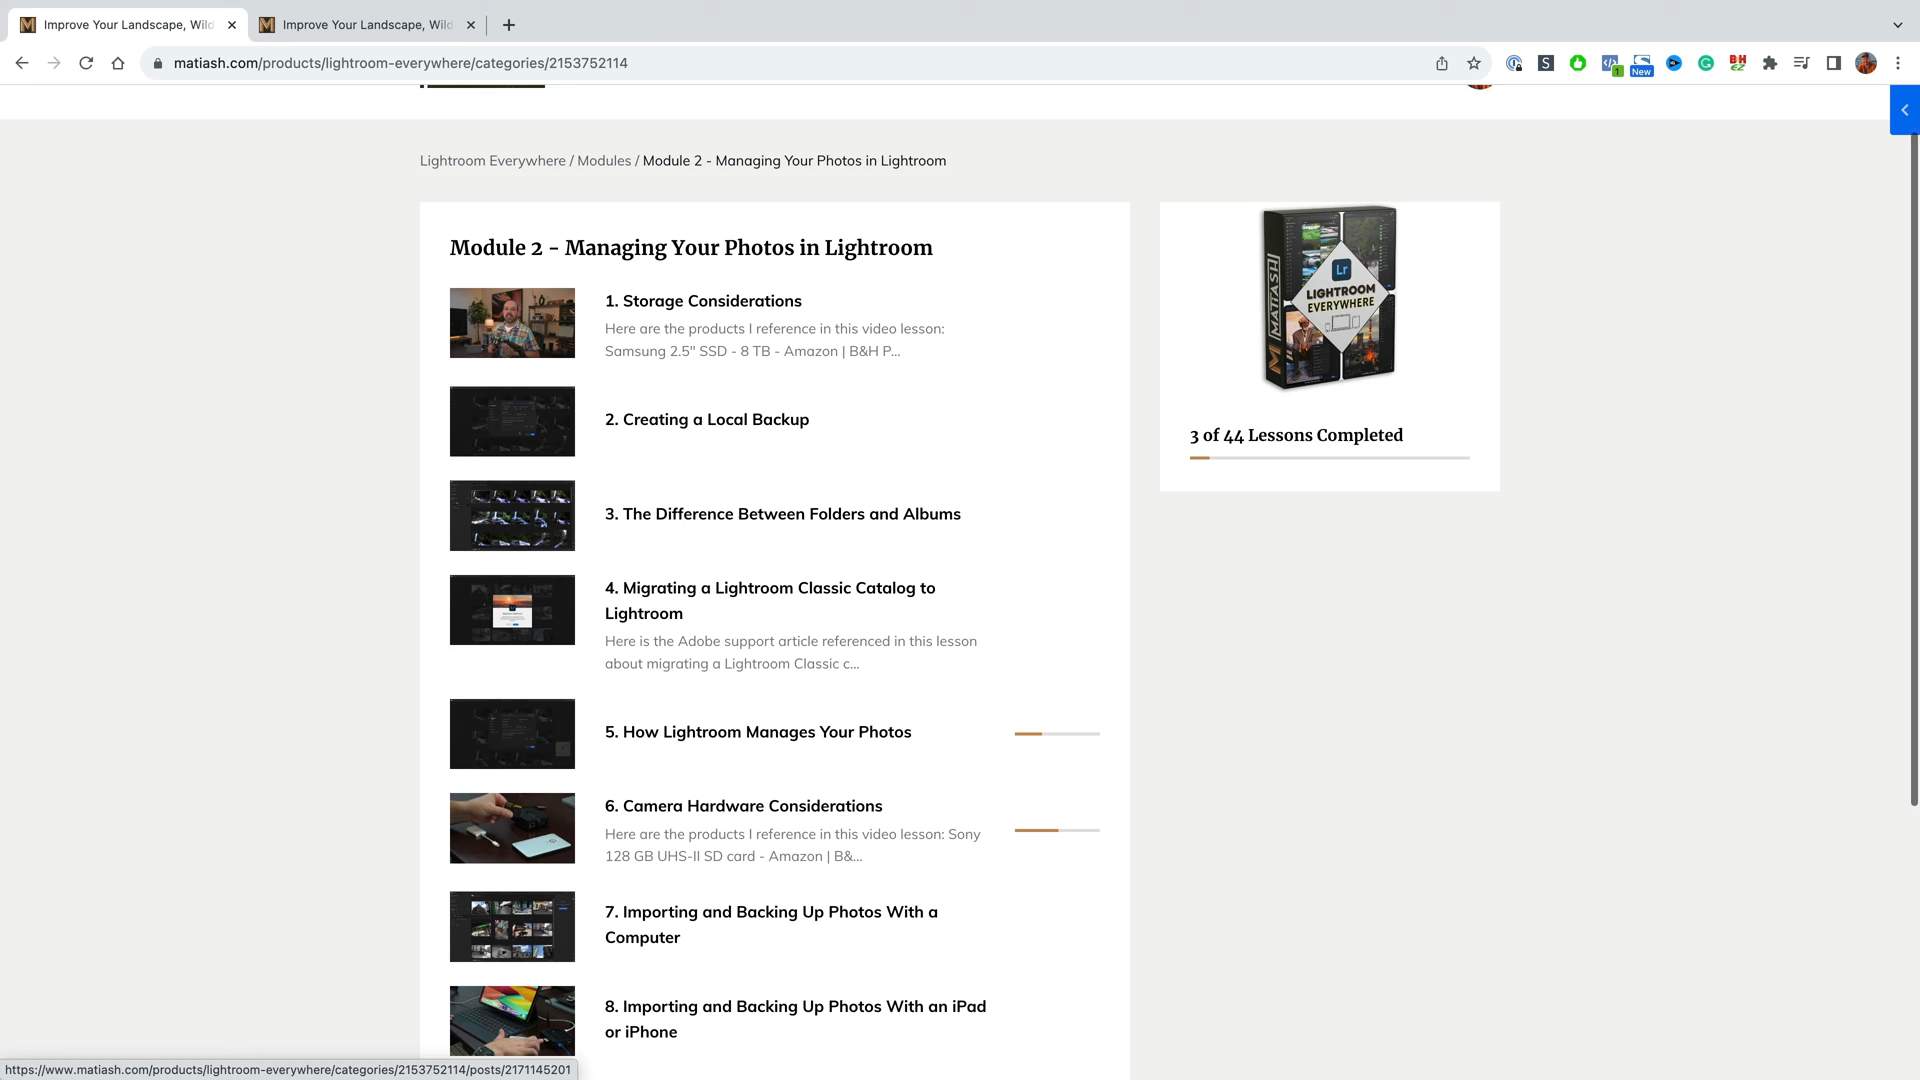 Improve Your Landscape, Wild
Improve Your Landscape, Wild
matiash.com/products/lightroom-everywhere/categories/2153752114
S
1
New
BH
EZ
Lightroom Everywhere / Modules / Module 2 - Managing Your Photos in Lightroom
Module 2 - Managing Your Photos in Lightroom
1. Storage Considerations
Here are the products I reference in this video lesson:
Samsung 2.5" SSD - 8 TB - Amazon | B&H P...
2. Creating a Local Backup
3. The Difference Between Folders and Albums
4. Migrating a Lightroom Classic Catalog to
Lightroom
Here is the Adobe support article referenced in this lesson
about migrating a Lightroom Classic c...
5. How Lightroom Manages Your Photos
6. Camera Hardware Considerations
Here are the products I reference in this video lesson: Sony
128 GB UHS-II SD card - Amazon | B&...
7. Importing and Backing Up Photos With a
Computer
8. Importing and Backing Up Photos With an iPad
or iPhone
MATIASH
Lr
LIGHTROOM
EVERYWHERE
3 of 44 Lessons Completed
https://www.matiash.com/products/lightroom-everywhere/categories/2153752114/posts/2171145201